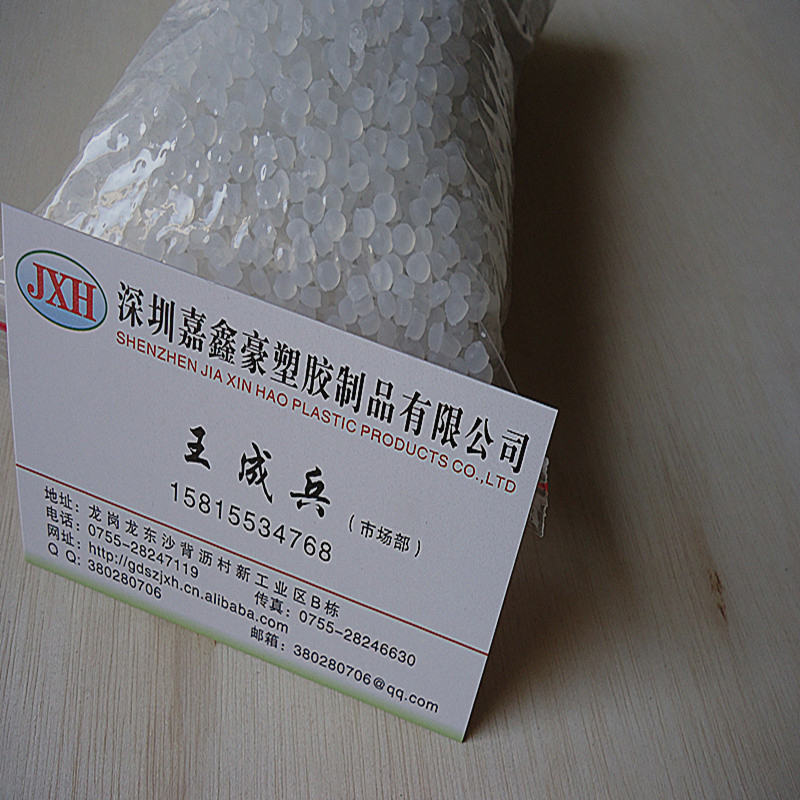 JXH
深圳嘉鑫豪塑胶制品有限公司
SHENZHEN JIA XIN HAO PLASTIC PRODUCTS CO.,LTD
王成兵
(市场部)
15815534768
地址：龙岗龙东沙背沥村新工业区B栋
电话：0755-28247119 传真：0755-28246630
网址：http://gdszjxh.cn.alibaba.com
Q Q：380280706 邮箱：380280706@qq.com